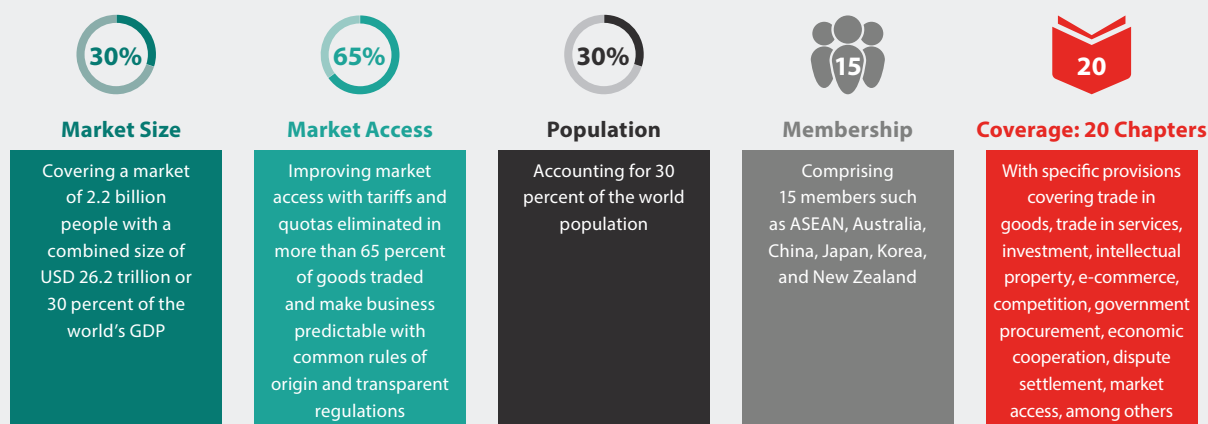 30%
Market Size
Covering a market
of 2.2 billion
people with a
combined size of
USD 26.2 trillion or
30 percent of the
world's GDP
65%
Market Access
Improving market
access with tariffs and
quotas eliminated in
more than 65 percent
of goods traded
and make business
predictable with
common rules of
origin and transparent
regulations
30%
Population
Accounting for 30
percent of the world
population
15
Membership
Comprising
15 members such
as ASEAN, Australia,
China, Japan, Korea,
and New Zealand
20
Coverage: 20 Chapters
With specific provisions
covering trade in
goods, trade in services,
investment, intellectual
property, e-commerce,
competition, government
procurement, economic
cooperation, dispute
settlement, market
access, among others